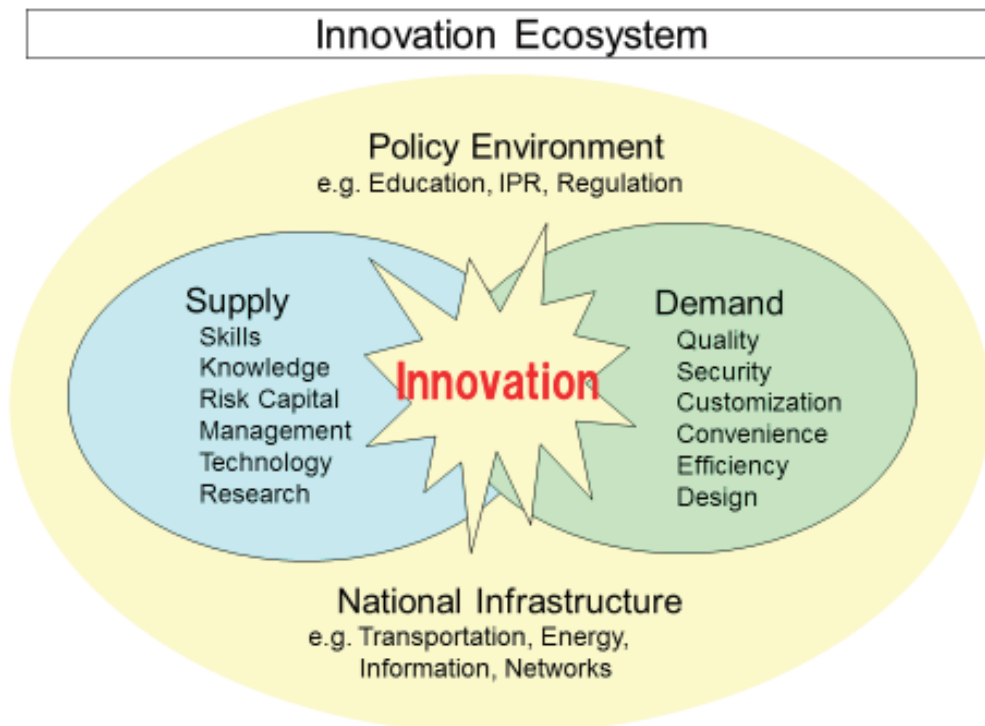 Innovation Ecosystem
Policy Environment
e.g. Education, IPR, Regulation
Supply
Skills
Knowledge
Risk Capital
Management
Technology
Research
Innovation
Demand
Quality
Security
Customization
Convenience
Efficiency
Design
National Infrastructure
e.g. Transportation, Energy,
Information, Networks